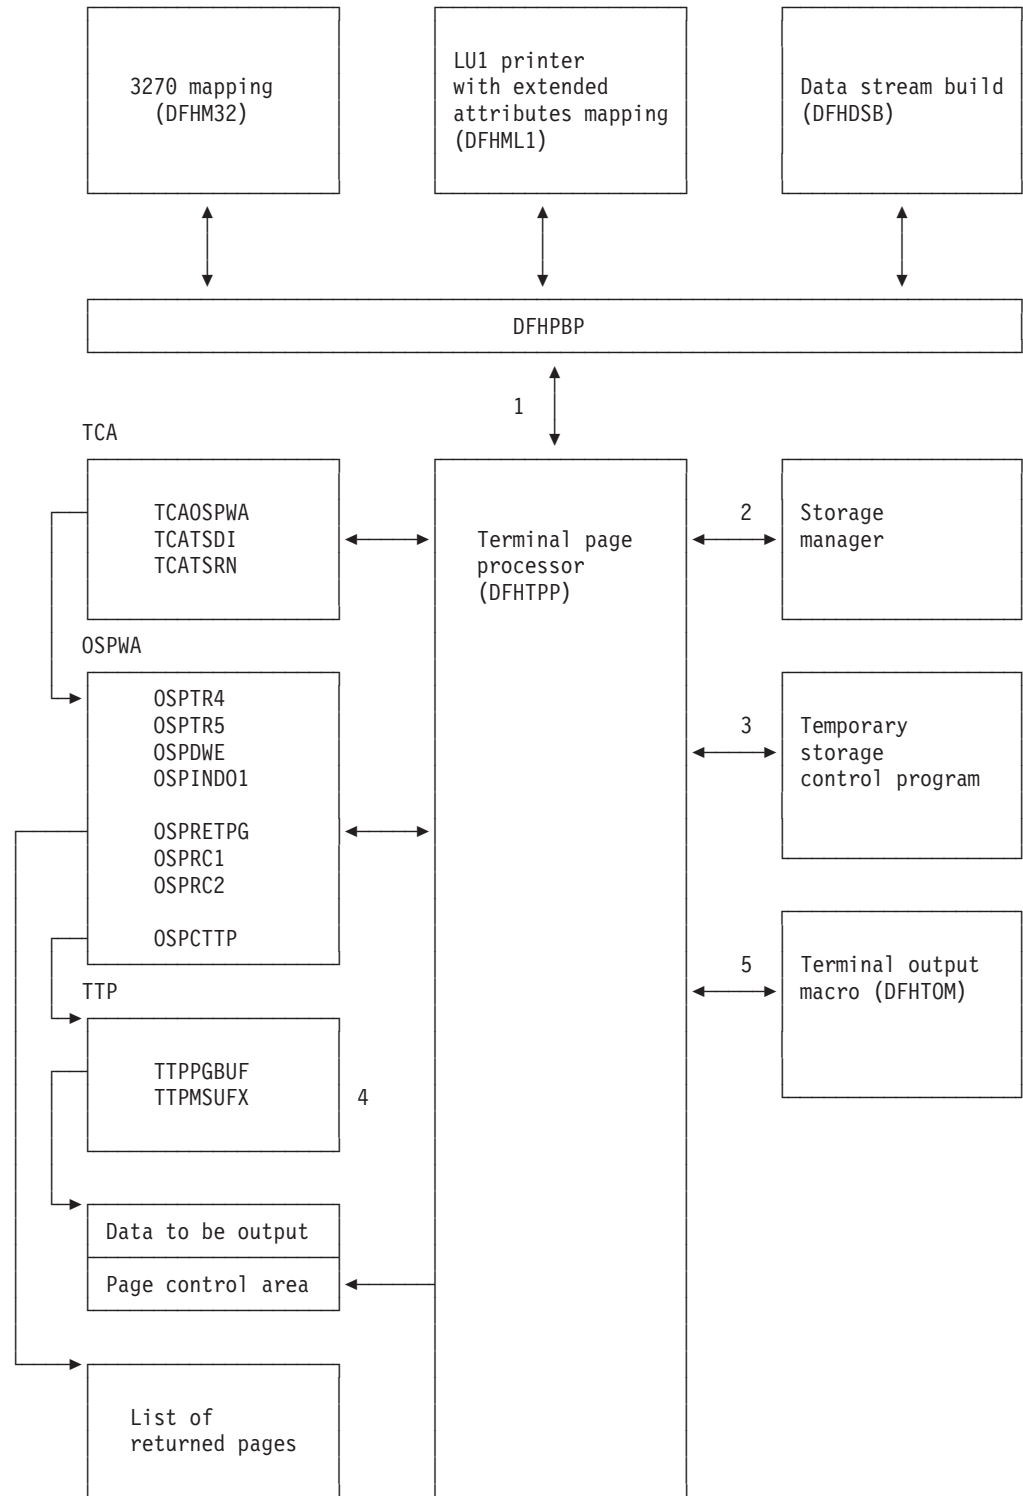 3270 mapping
(DFHM32)
LU1 printer
with extended
attributes mapping
(DFHML1)
Data stream build
(DFHDSB)
DFHPBP
1
TCA
TCAOSPWA
TCATSDI
TCATSRN
Terminal page
processor
(DFHTPP)
2
Storage
manager
OSPWA
OSPTR4
OSPTR5
OSPDWE
OSPINDO1
OSPRETPG
OSPRC1
OSPRC2
OSPCTTP
3
Temporary
storage
control program
5
Terminal output
macro (DFHTOM)
TTP
TTPPGBUF
TTPMSUFX
4
Data to be output
Page control area
List of
returned pages